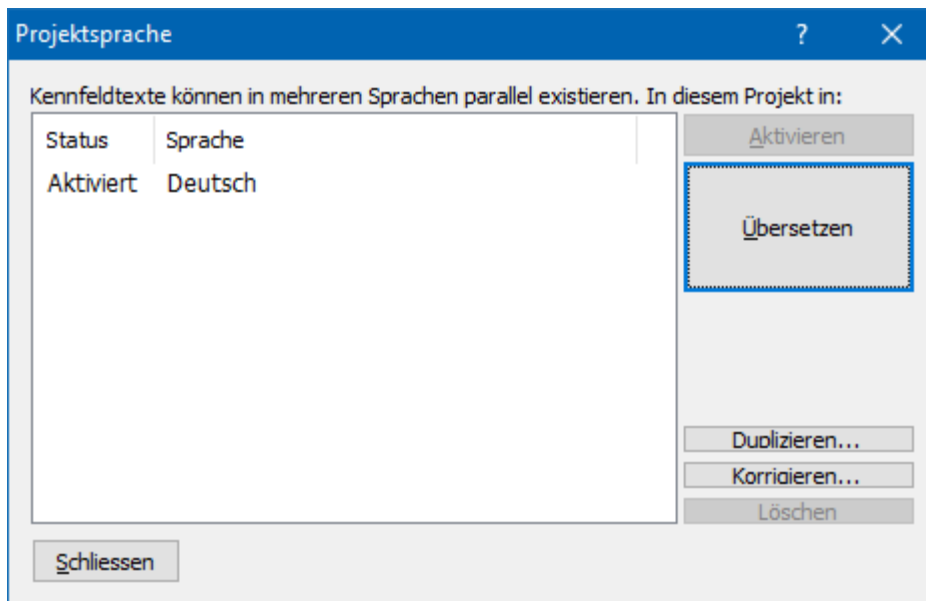 Projektsprache
Kennfeldtexte können in mehreren Sprachen parallel existieren. In diesem Projekt in:
Status Sprache
Aktiviert Deutsch
Aktivieren
Übersetzen
Duplizieren...
Korrigieren...
Löschen
Schliessen